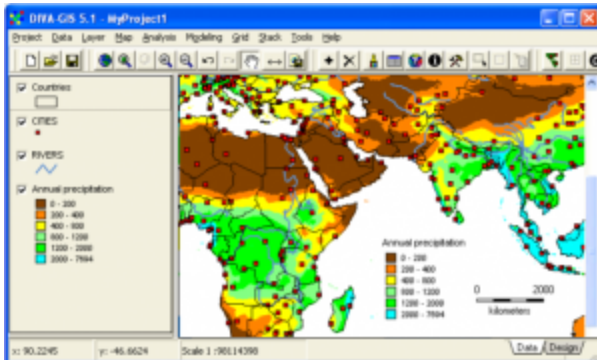 DIVA-GIS 5.1 - MyProject1
Project Data Layer Map Analysis Modeling Grid Stack Tools Help
Countries
CITIES
RIVERS
Annual precipitation
0 - 200
200 - 400
400 - 800
800 - 1200
1200 - 2000
2000 - 7594
Annual precipitation
0 - 200
200 - 400
400 - 800
800 - 1200
1200 - 2000
2000 - 7594
0 2000
kilometers
Data Design
x: 90.2245 y: -46.6624 Scale 1 :98114398